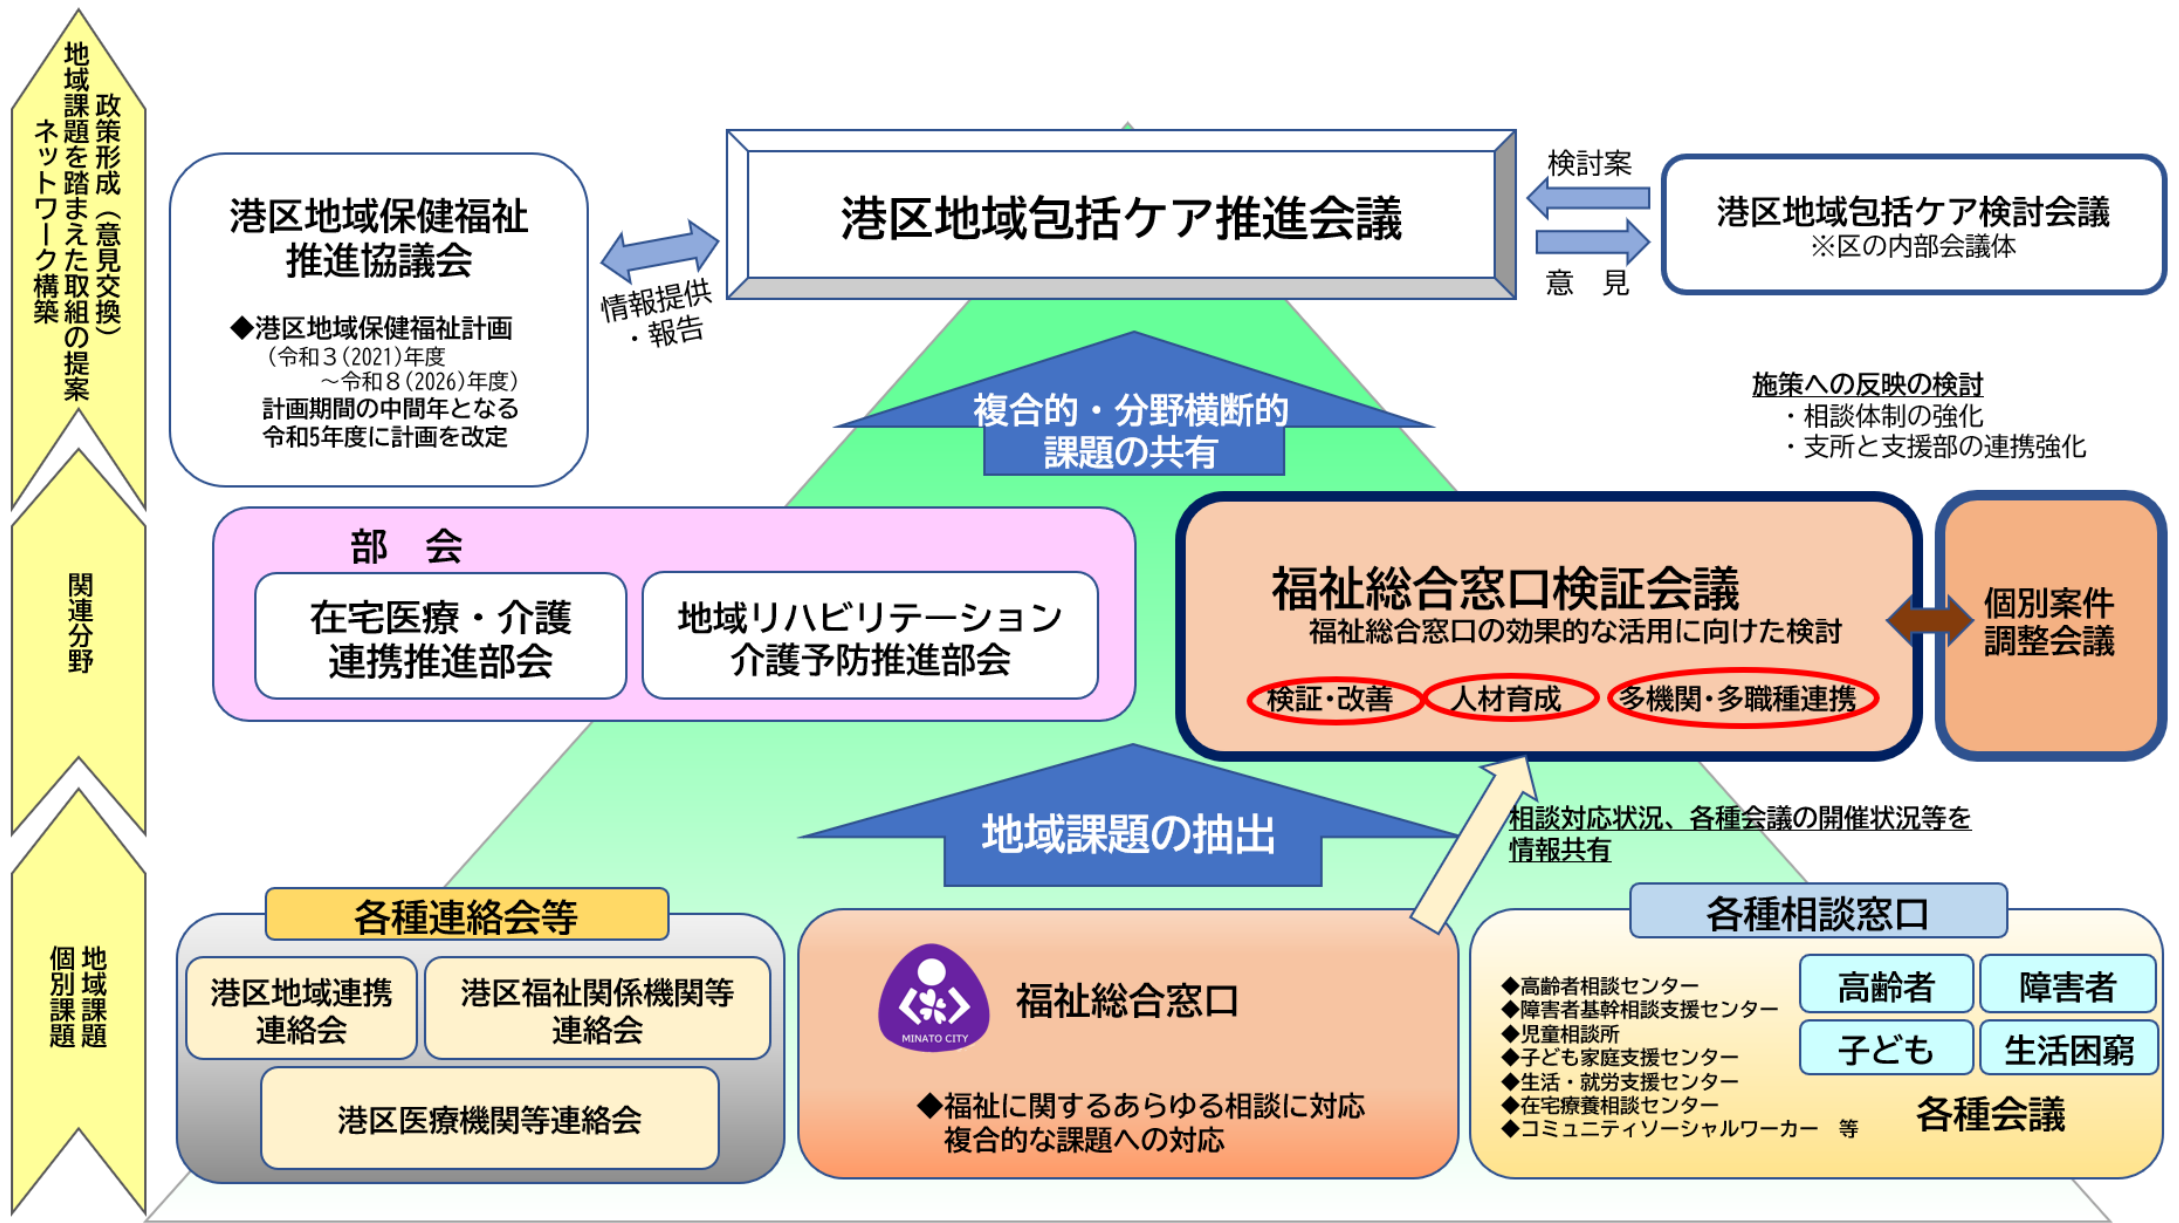 政策形成（意見交換）
地域課題を踏まえた取組の提案
ネットワーク構築
関連分野
地域課題
個別課題
港区地域保健福祉
推進協議会
◆港区地域保健福祉計画
（令和３(2021)年度
～令和８(2026)年度）
計画期間の中間年となる
令和5年度に計画を改定
情報提供
・報告
港区地域包括ケア推進会議
検討案
意　見
港区地域包括ケア検討会議
※区の内部会議体
複合的・分野横断的
課題の共有
施策への反映の検討
・相談体制の強化
・支所と支援部の連携強化
部　会
在宅医療・介護
連携推進部会
地域リハビリテーション
介護予防推進部会
福祉総合窓口検証会議
福祉総合窓口の効果的な活用に向けた検討
検証・改善
人材育成
多機関・多職種連携
個別案件
調整会議
地域課題の抽出
相談対応状況、各種会議の開催状況等を
情報共有
各種連絡会等
港区地域連携
連絡会
港区福祉関係機関等
連絡会
港区医療機関等連絡会
MINATO CITY
福祉総合窓口
◆福祉に関するあらゆる相談に対応
複合的な課題への対応
各種相談窓口
◆高齢者相談センター
◆障害者基幹相談支援センター
◆児童相談所
◆子ども家庭支援センター
◆生活・就労支援センター
◆在宅療養相談センター
◆コミュニティソーシャルワーカー　等
高齢者
障害者
子ども
生活困窮
各種会議